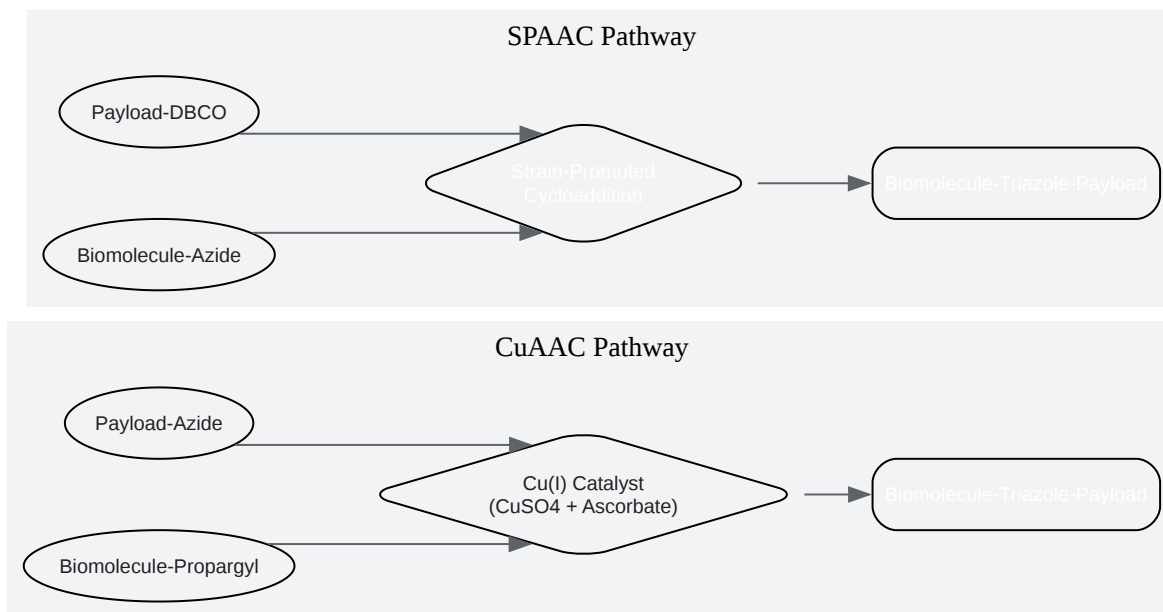 SPAAC Pathway
Payload-DBCO
Strain-Promoted
Cycloaddition
Biomolecule-Triazole-Payload
Biomolecule-Azide
CuAAC Pathway
Payload-Azide
Cu(I) Catalyst
(CuSO4 + Ascorbate)
Biomolecule-Triazole-Payload
Biomolecule-Propargyl